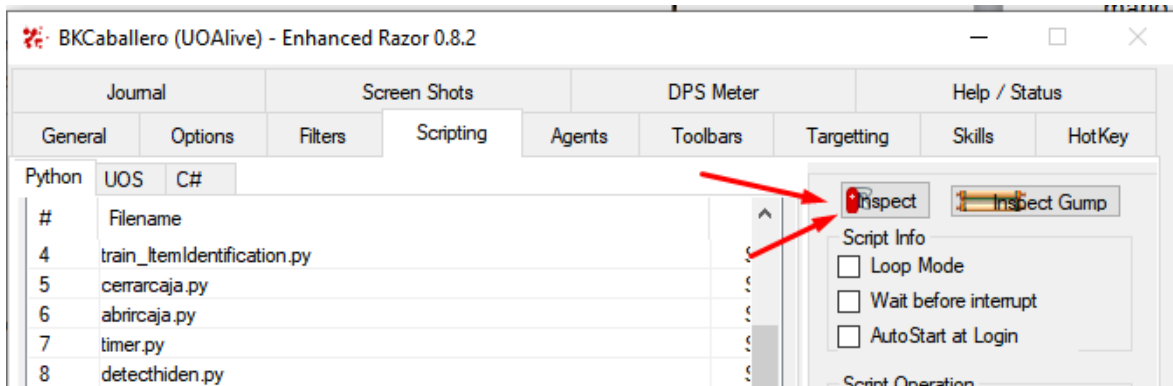 BKCaballero (UOAlive) - Enhanced Razor 0.8.2
Journal Screen Shots DPS Meter Help / Status
General Options Filters Scripting Agents Toolbars Targetting Skills HotKey
Python UOS C#
# Filename
4 train_ItemIdentification.py
5 cerrarcaja.py
6 abrircaja.py
7 timer.py
8 detecthiden.py
Inspect Inspect Gump
Script Info
Loop Mode
Wait before interrupt
AutoStart at Login
Script Operation